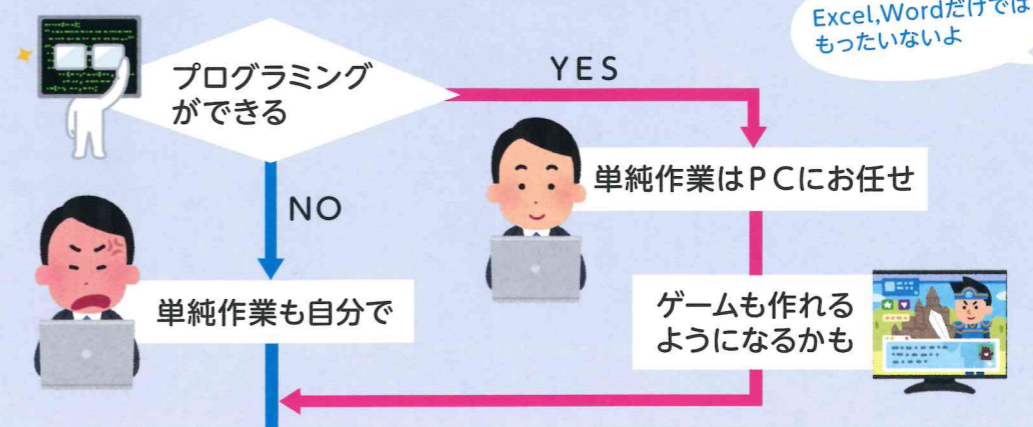 Excel,Wordだけでは
もったいないよ
プログラミング
ができる
YES
単純作業はPCにお任せ
NO
単純作業も自分で
ゲームも作れる
ようになるかも